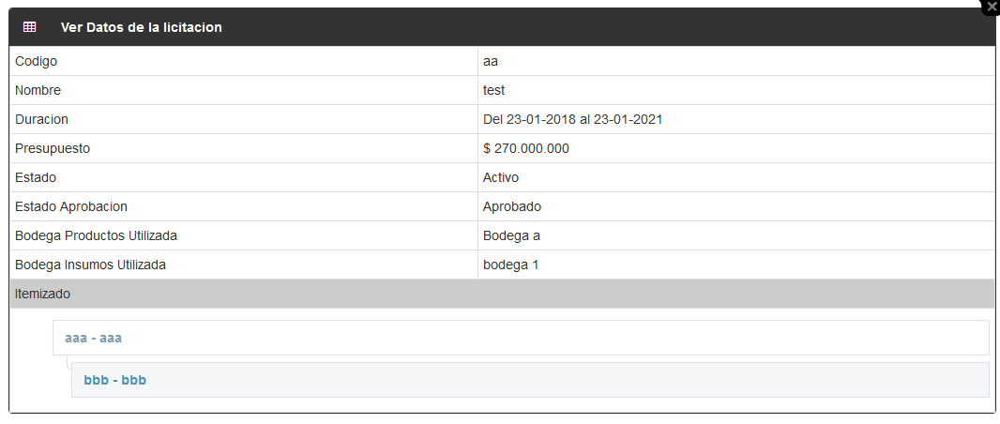 Ver Datos de la licitacion
Codigo aa
Nombre test
Duracion Del 23-01-2018 al 23-01-2021
Presupuesto $ 270.000.000
Estado Activo
Estado Aprobacion Aprobado
Bodega Productos Utilizada Bodega a
Bodega Insumos Utilizada bodega 1
Itemizado
aaa - aaa
bbb - bbb